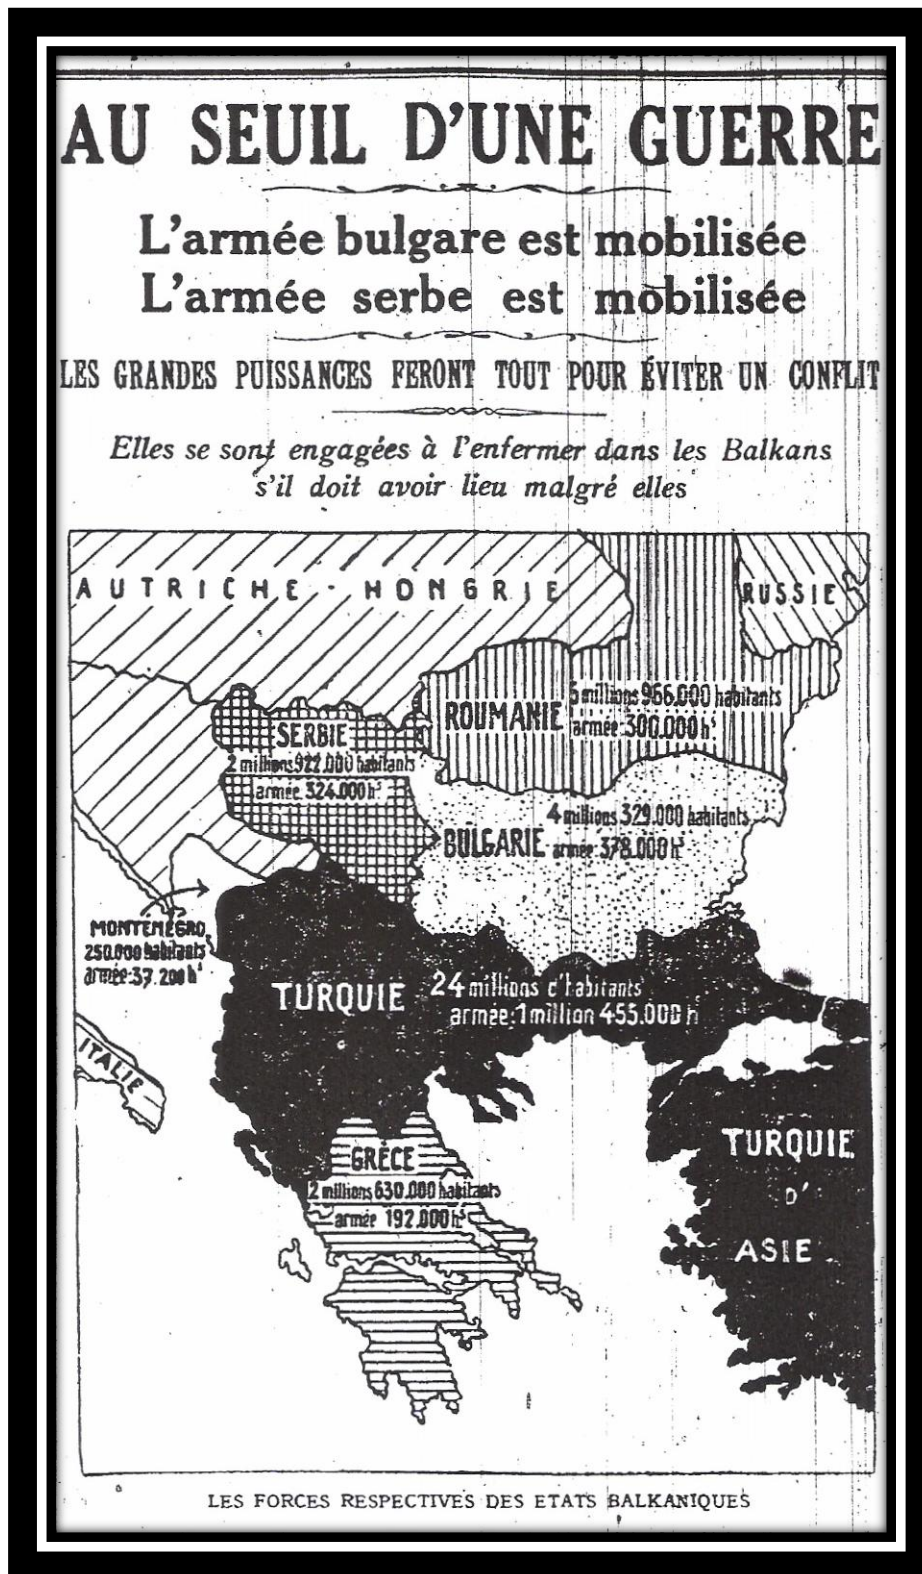 AU SEUIL D'UNE GUERRE
L'armée bulgare est mobilisée
L'armée serbe est mobilisée
LES GRANDES PUISSANCES FERONT TOUT POUR ÉVITER UN CONFLIT
Elles se sont engagées à l'enfermer dans les Balkans
s'il doit avoir lieu malgré elles
AUTRICHE-HONGRIE
RUSSIE
ROUMANIE
millions 966.000 habitants
armée: 300.000 hˢ
SERBIE
2 millions 922.000 habitants
armée. 324.000 hˢ
BULGARIE
4 millions 329.000 habitants
armée 378.000 hˢ
MONTENEGRO
250.000 habitants
armée: 37.200 hˢ
TURQUIE
24 millions d'habitants
armée: 1 million 455.000 h
ITALIE
GRÈCE
2 millions 630.000 habitants
armée 192.000 hˢ
TURQUIE
D'
ASIE
LES FORCES RESPECTIVES DES ETATS BALKANIQUES